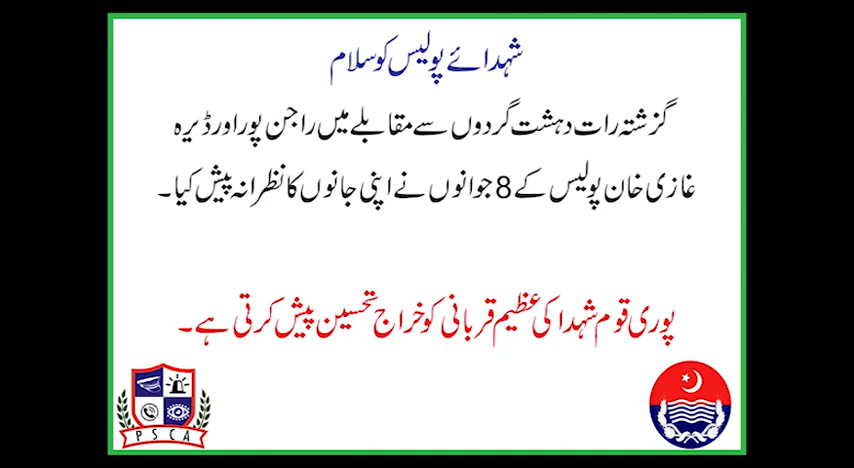 شہدائے پولیس کو سلام
گزشتہ رات دہشت گردوں سے مقابلے میں راجن پور اور ڈیرہ
غازی خان پولیس کے 8 جوانوں نے اپنی جانوں کا نظرانہ پیش کیا۔
پوری قوم شہدا کی عظیم قربانی کو خراج تحسین پیش کرتی ہے۔
PSCA